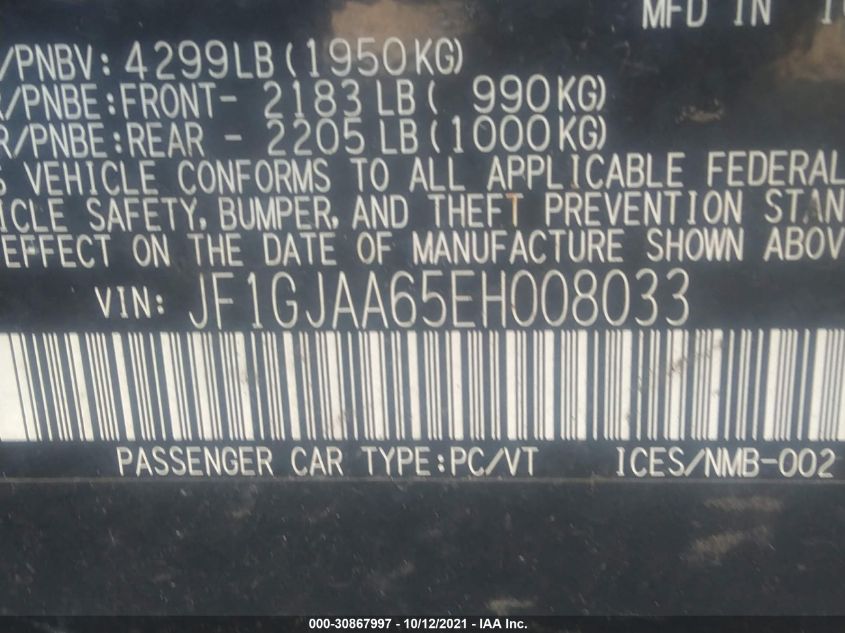 MFD IN
/PNBV: 4299LB(1950KG)
/PNBE:FRONT- 2183 LB( 990KG)
R/PNBE:REAR - 2205 LB(1000KG)
S VEHICLE CONFORMS TO ALL APPLICABLE FEDERAL
ICLE SAFETY, BUMPER, AND THEFT PREVENTION STAN
EFFECT ON THE DATE OF MANUFACTURE SHOWN ABOV
VIN: JF1GJAA65EH008033
PASSENGER CAR TYPE:PC/VT ICES/NMB-002
000-30867997 - 10/12/2021 - IAA Inc.